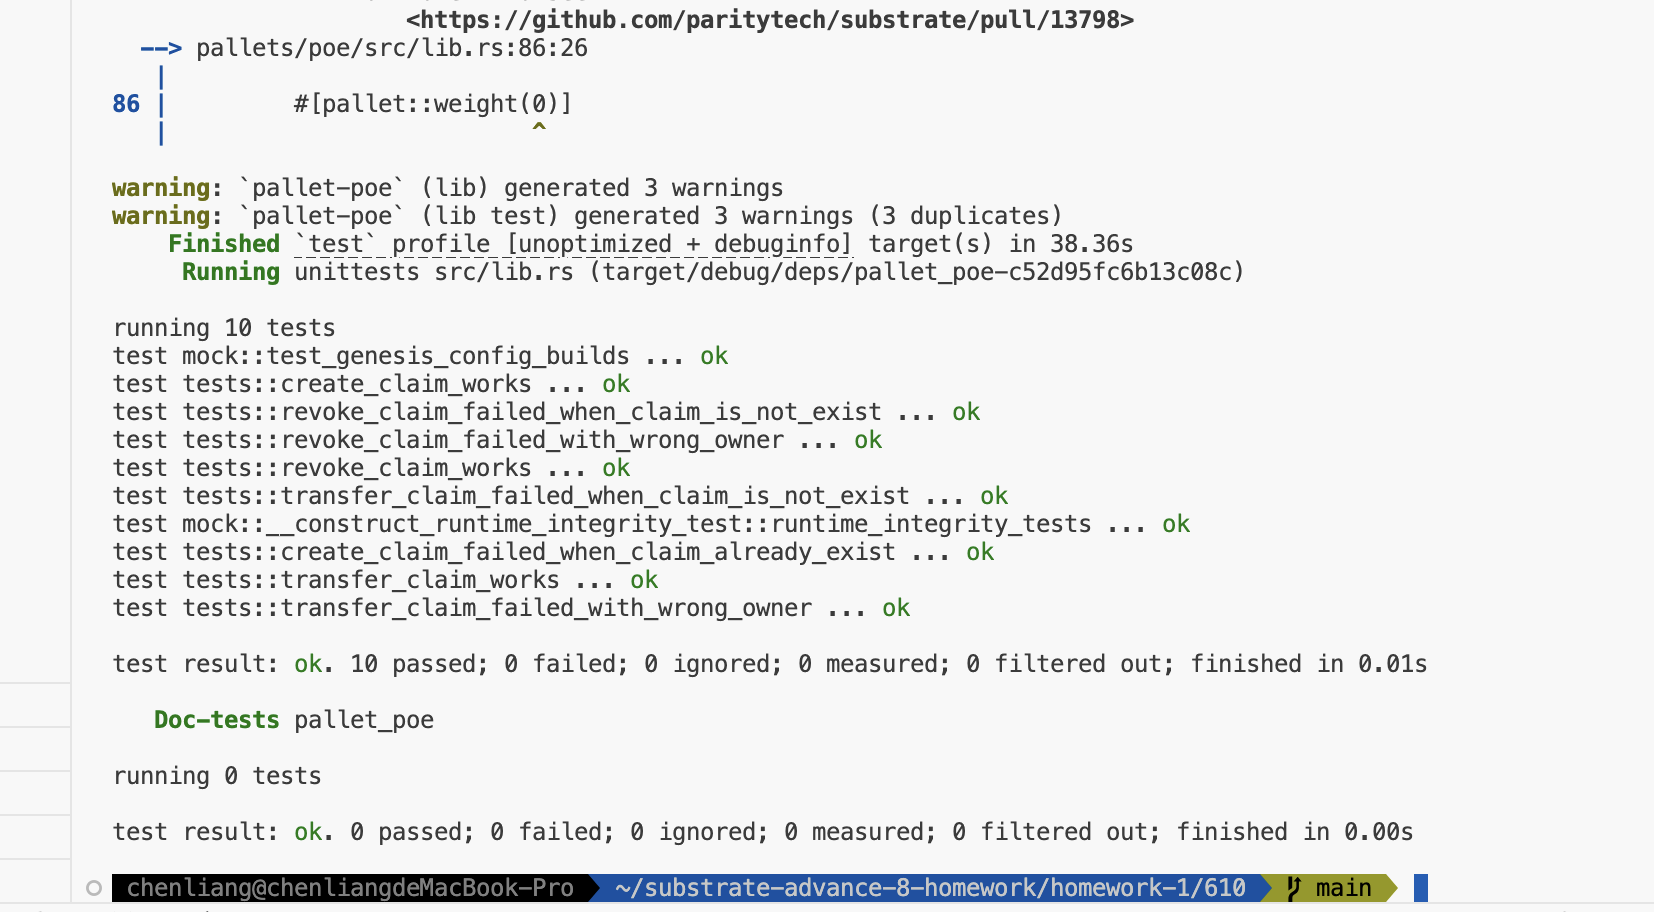 <https://github.com/paritytech/substrate/pull/13798>
--> pallets/poe/src/lib.rs:86:26
|
86 | #[pallet::weight(0)]
| ^
warning: `pallet-poe` (lib) generated 3 warnings
warning: `pallet-poe` (lib test) generated 3 warnings (3 duplicates)
Finished `test` profile [unoptimized + debuginfo] target(s) in 38.36s
Running unittests src/lib.rs (target/debug/deps/pallet_poe-c52d95fc6b13c08c)
running 10 tests
test mock::test_genesis_config_builds ... ok
test tests::create_claim_works ... ok
test tests::revoke_claim_failed_when_claim_is_not_exist ... ok
test tests::revoke_claim_failed_with_wrong_owner ... ok
test tests::revoke_claim_works ... ok
test tests::transfer_claim_failed_when_claim_is_not_exist ... ok
test mock::__construct_runtime_integrity_test::runtime_integrity_tests ... ok
test tests::create_claim_failed_when_claim_already_exist ... ok
test tests::transfer_claim_works ... ok
test tests::transfer_claim_failed_with_wrong_owner ... ok
test result: ok. 10 passed; 0 failed; 0 ignored; 0 measured; 0 filtered out; finished in 0.01s
Doc-tests pallet_poe
running 0 tests
test result: ok. 0 passed; 0 failed; 0 ignored; 0 measured; 0 filtered out; finished in 0.00s
chenliang@chenliangdeMacBook-Pro ~/substrate-advance-8-homework/homework-1/610 main